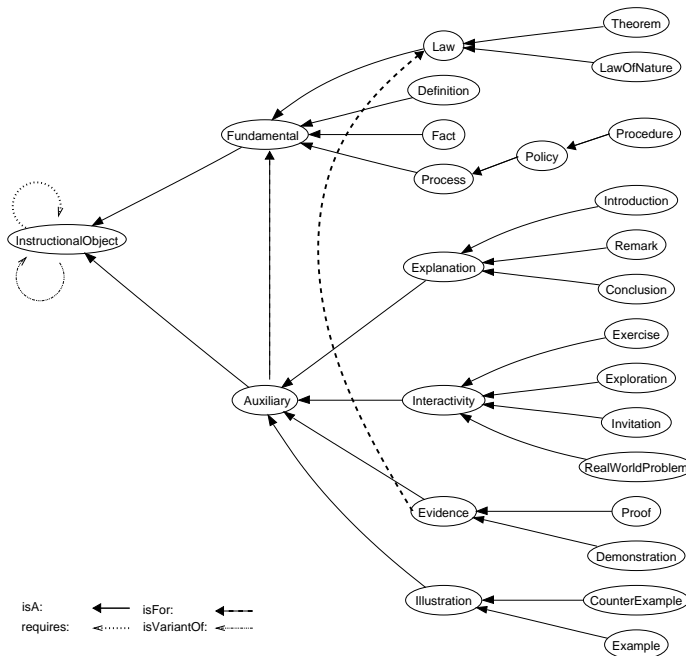 Theorem
Law
LawOfNature
Definition
Fundamental
Fact
Procedure
Policy
Process
Introduction
InstructionalObject
Remark
Explanation
Conclusion
Exercise
Exploration
Auxiliary
Interactivity
Invitation
RealWorldProblem
Evidence
Proof
Demonstration
Illustration
CounterExample
isA: isFor:
requires: isVariantOf:
Example